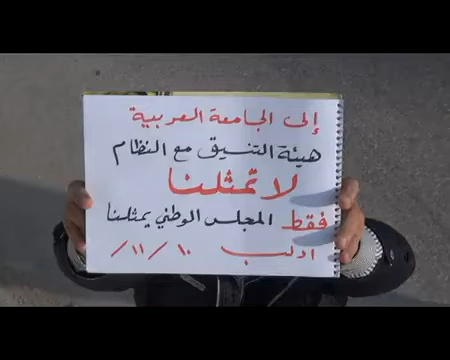 إلى الجامعة العربية
هيئة التنسيق مع النظام
لا تمثلنا
فقط المجلس الوطني يمثلنا
ادلب ١٠ / ١١ /